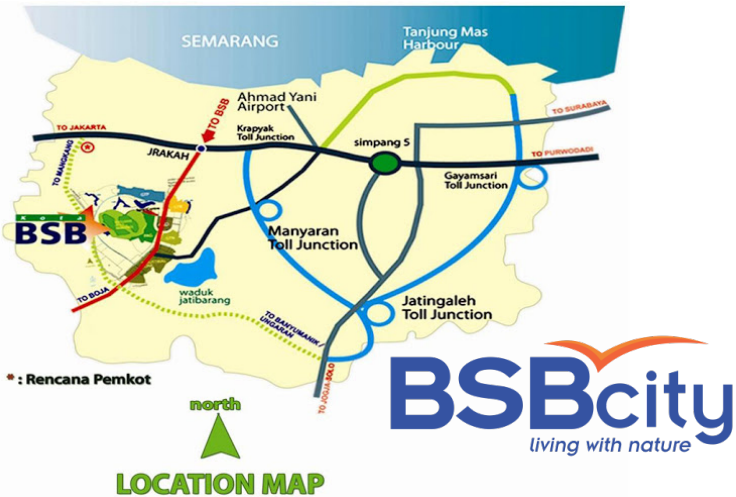 SEMARANG
Tanjung Mas
Harbour
Ahmad Yani
Airport
TO BSB
TO SURABAYA
TO JAKARTA
Krapyak
Toll Junction
simpang 5
JRAKAH
TO PURWODADI
TO MANGKANG
Gayamsari
Toll Junction
Kota
BSB
Manyaran
Toll Junction
TO BOJA
waduk
jatibarang
Jatingaleh
Toll Junction
TO BANYUMANIK/
UNGARAN
TO JOGJA-SOLO
* : Rencana Pemkot
north
LOCATION MAP
BSBcity
living with nature